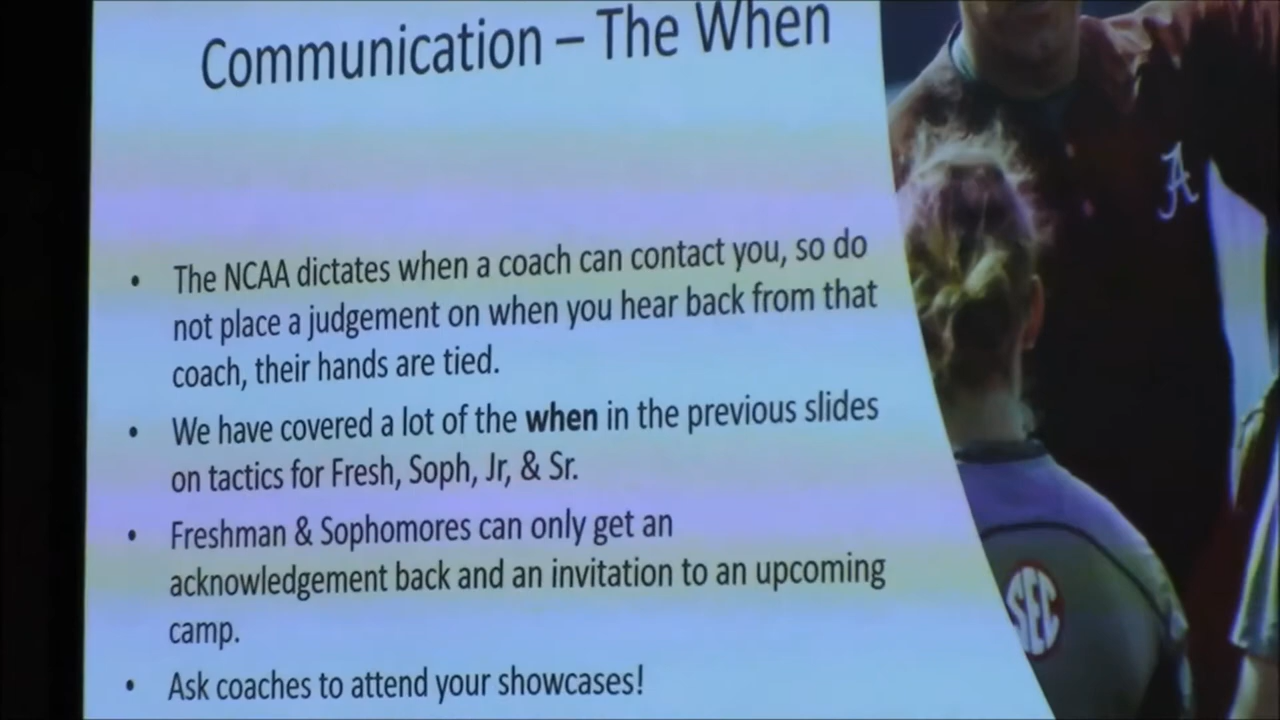 Communication – The When
• The NCAA dictates when a coach can contact you, so do
not place a judgement on when you hear back from that
coach, their hands are tied.
• We have covered a lot of the when in the previous slides
on tactics for Fresh, Soph, Jr, & Sr.
• Freshman & Sophomores can only get an
acknowledgement back and an invitation to an upcoming
camp.
• Ask coaches to attend your showcases!
A
SEC